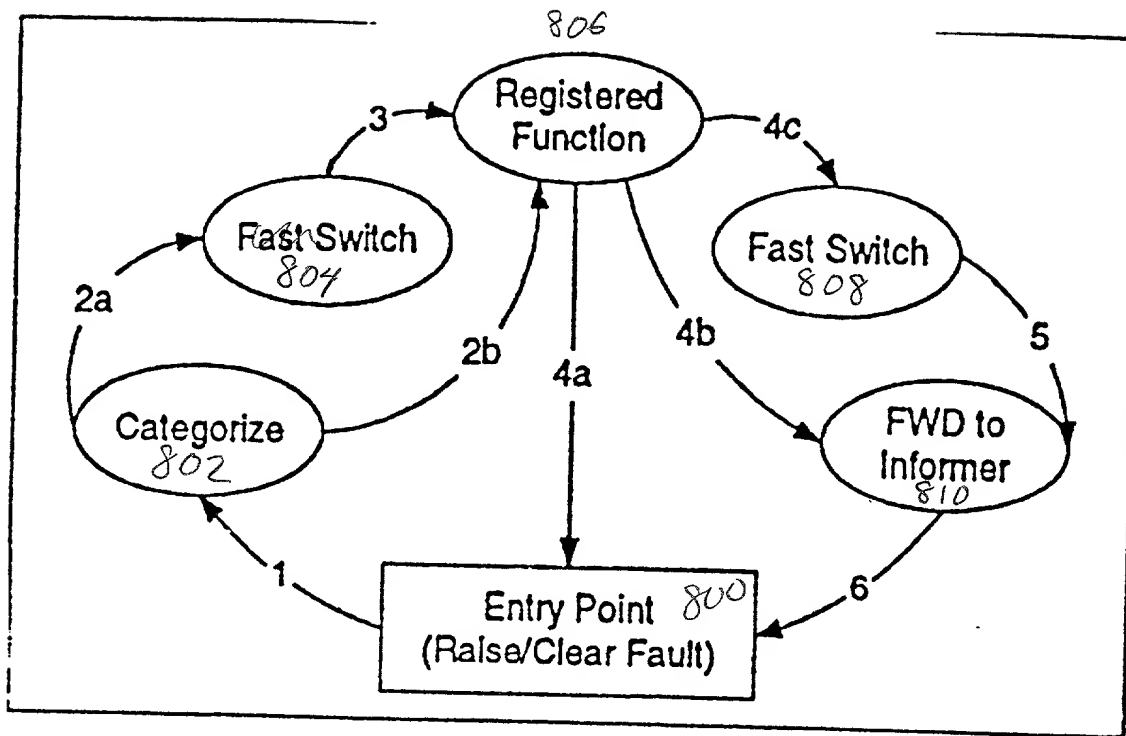 806
Registered
Function
3
4c
Fast Switch
804
Fast Switch
808
2a
2b
4a
4b
5
Categorize
802
FWD to
Informer
810
1
6
Entry Point 800
(Raise/Clear Fault)